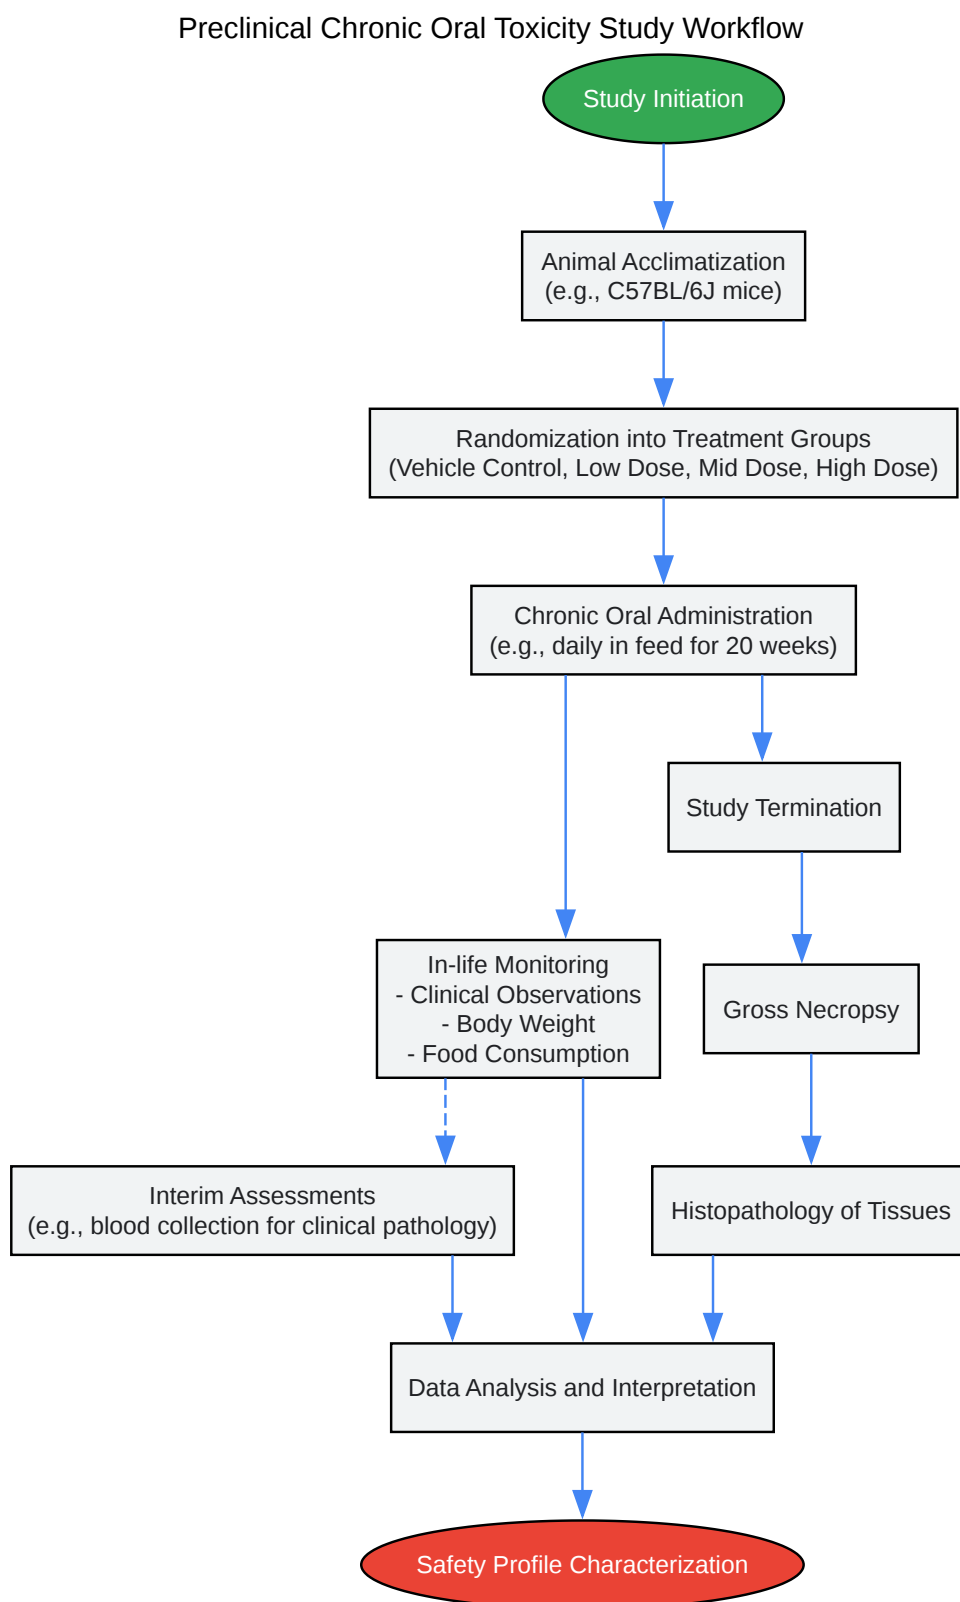 Preclinical Chronic Oral Toxicity Study Workflow
Study Initiation
Animal Acclimatization
(e.g., C57BL/6J mice)
Randomization into Treatment Groups
(Vehicle Control, Low Dose, Mid Dose, High Dose)
Chronic Oral Administration
(e.g., daily in feed for 20 weeks)
Study Termination
In-life Monitoring
- Clinical Observations
- Body Weight
- Food Consumption
Gross Necropsy
Interim Assessments
(e.g., blood collection for clinical pathology)
Histopathology of Tissues
Data Analysis and Interpretation
Safety Profile Characterization